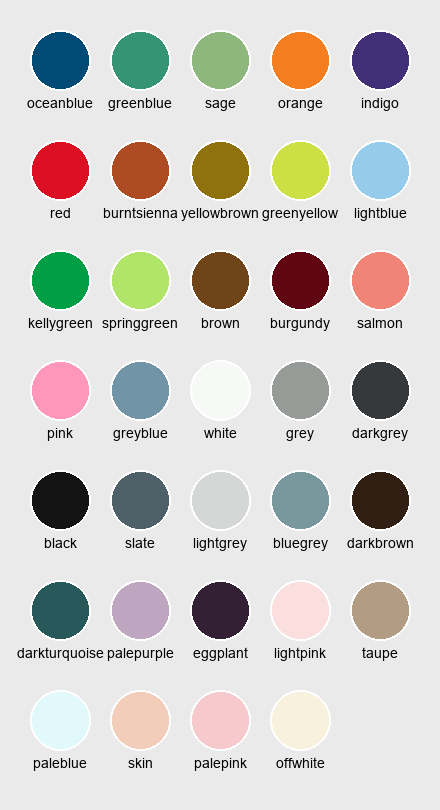 oceanblue greenblue sage orange indigo
red burntsienna yellowbrown greenyellow lightblue
kellygreen springgreen brown burgundy salmon
pink greyblue white grey darkgrey
black slate lightgrey bluegrey darkbrown
darkturquoise palepurple eggplant lightpink taupe
paleblue skin palepink offwhite